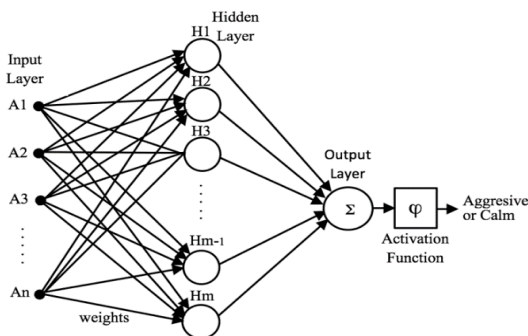 Hidden
Layer
Input
Layer
H1
A1
H2
A2
H3
A3
An
Hm-1
Hm
weights
Output
Layer
Σ
φ
Activation
Function
Aggresive
or Calm